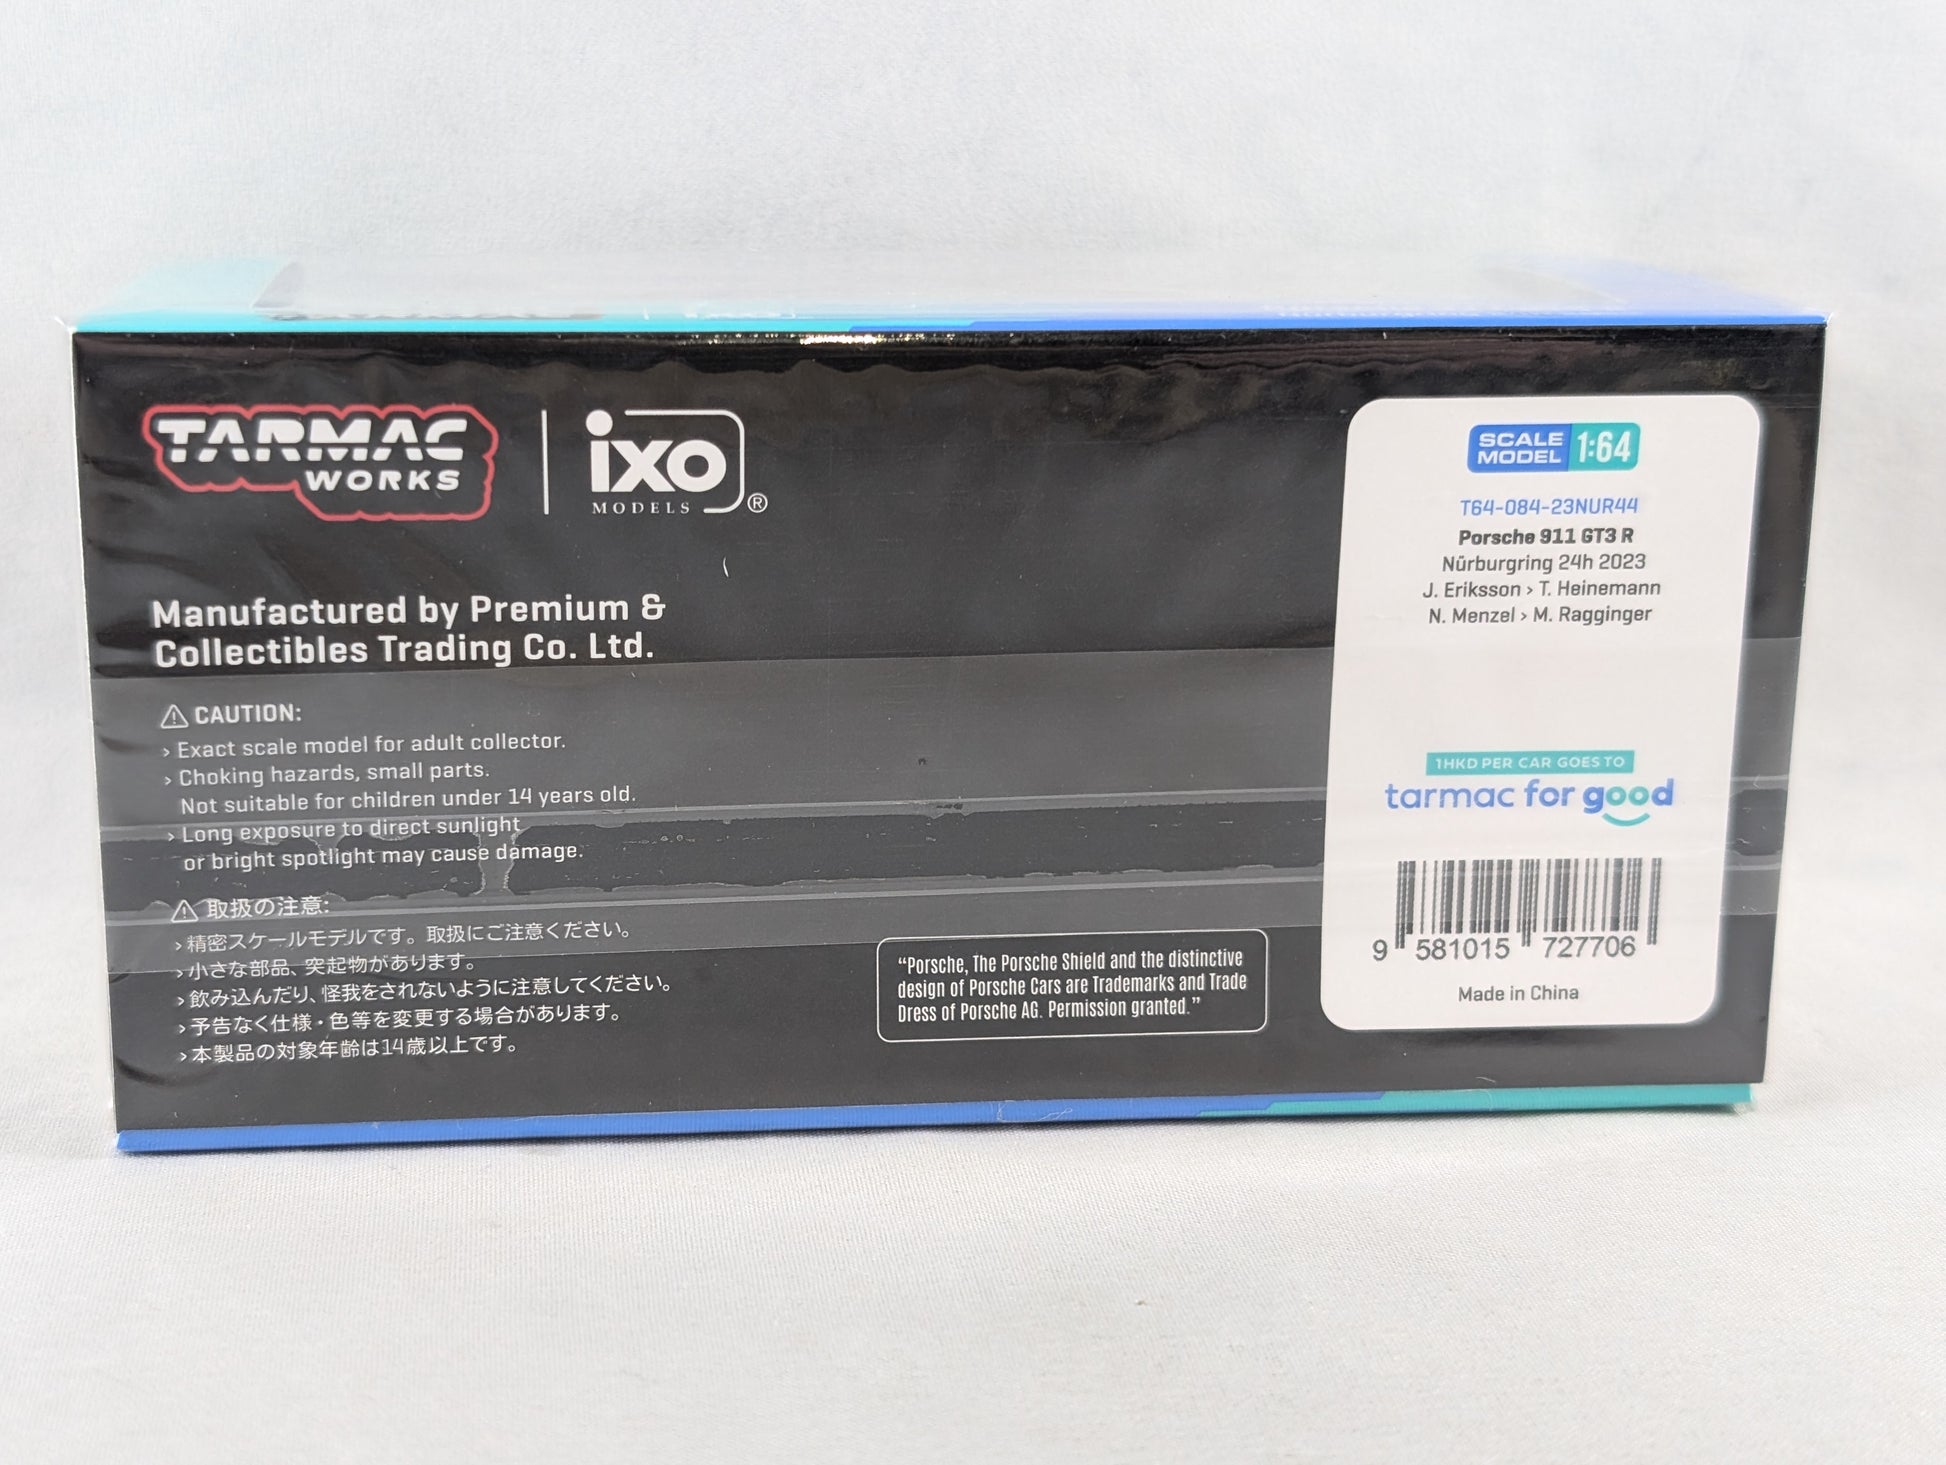 TARMAC
WORKS
ixo
MODELS
®
Manufactured by Premium &
Collectibles Trading Co. Ltd.
CAUTION:
› Exact scale model for adult collector.
› Choking hazards, small parts.
Not suitable for children under 14 years old.
› Long exposure to direct sunlight
or bright spotlight may cause damage.
取扱の注意:
› 精密スケールモデルです。取扱にご注意ください。
› 小さな部品、突起物があります。
› 飲み込んだり、怪我をされないように注意してください。
› 予告なく仕様・色等を変更する場合があります。
› 本製品の対象年齢は14歳以上です。
“Porsche, The Porsche Shield and the distinctive
design of Porsche Cars are Trademarks and Trade
Dress of Porsche AG. Permission granted.”
SCALE
MODEL
1:64
T64-084-23NUR44
Porsche 911 GT3 R
Nürburgring 24h 2023
J. Eriksson › T. Heinemann
N. Menzel › M. Ragginger
1HKD PER CAR GOES TO
tarmac for good
9 581015 727706
Made in China